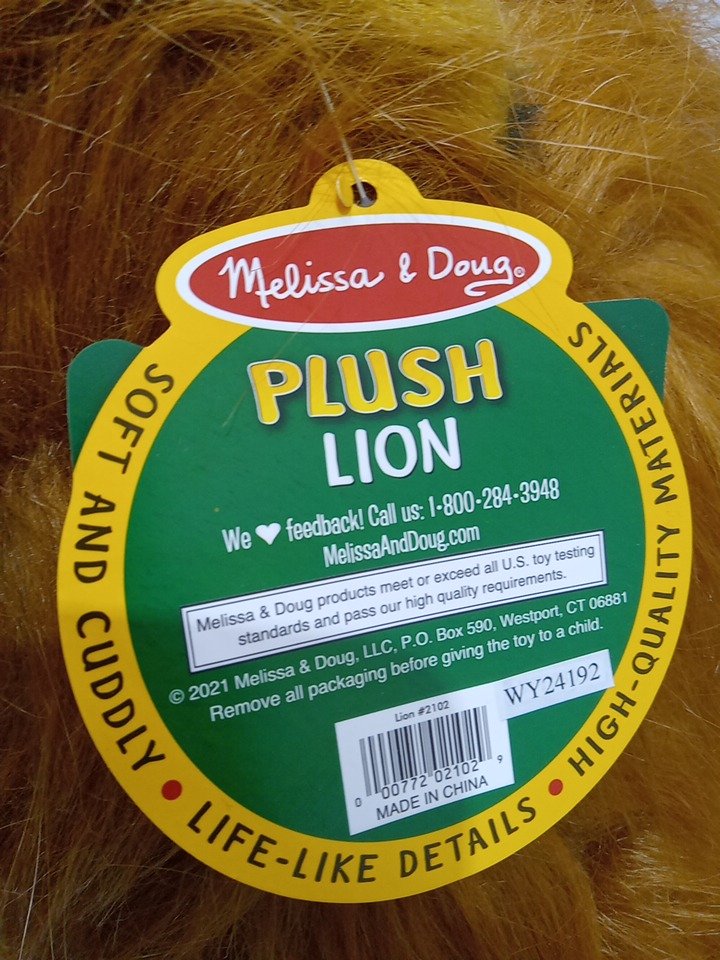 Melissa & Doug®
PLUSH
LION
We ♥ feedback! Call us: 1·800·284·3948
MelissaAndDoug.com
Melissa & Doug products meet or exceed all U.S. toy testing
standards and pass our high quality requirements.
© 2021 Melissa & Doug, LLC, P.O. Box 590, Westport, CT 06881
Remove all packaging before giving the toy to a child.
WY24192
Lion #2102
0 00772 02102 9
MADE IN CHINA
SOFT AND CUDDLY • LIFE-LIKE DETAILS • HIGH-QUALITY MATERIALS